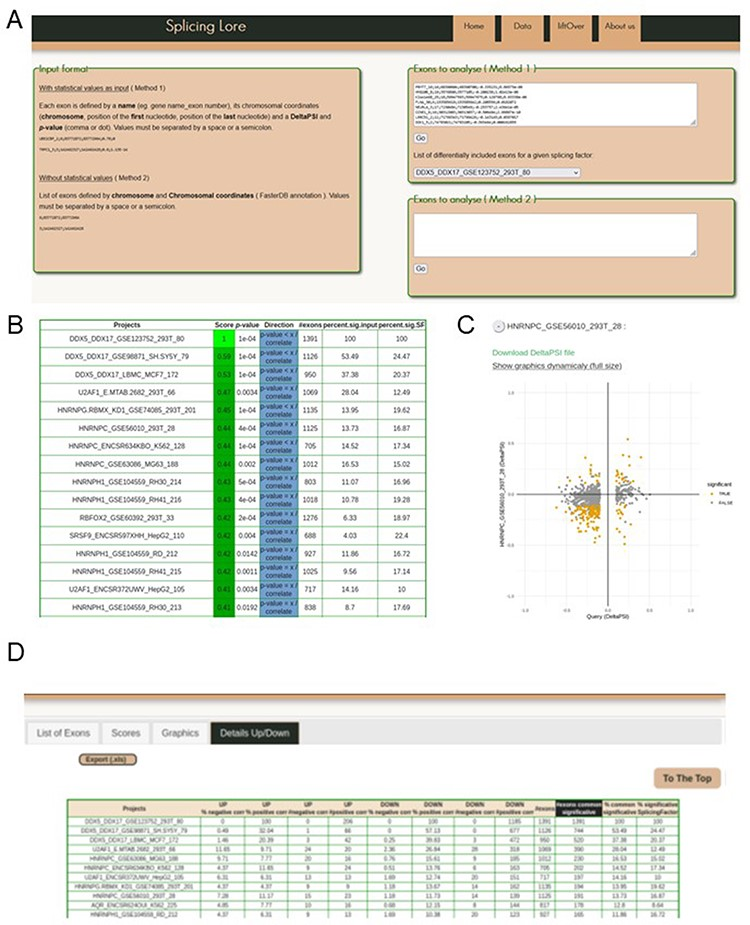 A
Splicing Lore
Home
Data
liftOver
About us
Input format
With statistical values as input ( Method 1)
Each exon is defined by a name (eg. gene name_exon number), its chromosomal coordinates
(chromosome, position of the first nucleotide, position of the last nucleotide) and a DeltaPSI and
p-value (comma or dot). Values must be separated by a space or a semicolon.
Without statistical values ( Method 2)
List of exons defined by chromosome and Chromosomal coordinates ( FasterDB annotation ). Values
must be separated by a space or a semicolon.
Exons to analyse ( Method 1 )
Go
List of differentially included exons for a given splicing factor:
DDX5_DDX17_GSE123752_293T_80
Exons to analyse ( Method 2 )
Go
B
Projects Score p-value Direction #exons percent.sig.input percent.sig.SF
DDX5_DDX17_GSE123752_293T_80 1 1e-04 p-value < x / correlate 1391 100 100
DDX5_DDX17_GSE98871_SH.SY5Y_79 0.59 1e-04 p-value < x / correlate 1126 53.49 24.47
DDX5_DDX17_LBMC_MCF7_172 0.53 1e-04 p-value < x / correlate 950 37.38 20.37
U2AF1_E.MTAB.2682_293T_66 0.47 0.0034 p-value = x / correlate 1069 28.04 12.49
HNRNPG.RBMX_KD1_GSE74085_293T_201 0.45 1e-04 p-value < x / correlate 1135 13.95 19.62
HNRNPC_GSE56010_293T_28 0.44 4e-04 p-value = x / correlate 1125 13.73 16.87
HNRNPC_ENCSR634KBO_K562_128 0.44 1e-04 p-value < x / correlate 705 14.52 17.34
HNRNPC_GSE63086_MG63_188 0.44 0.002 p-value = x / correlate 1012 16.53 15.02
HNRNPH1_GSE104559_RH30_214 0.43 5e-04 p-value = x / correlate 803 11.07 16.96
HNRNPH1_GSE104559_RH41_216 0.43 4e-04 p-value = x / correlate 1018 10.78 19.28
RBFOX2_GSE60392_293T_33 0.42 2e-04 p-value = x / correlate 1276 6.33 18.97
SRSF9_ENCSR597XHH_HepG2_110 0.42 0.004 p-value = x / correlate 688 4.03 22.4
HNRNPH1_GSE104559_RD_212 0.42 0.0142 p-value = x / correlate 927 11.86 16.72
HNRNPH1_GSE104559_RH41_215 0.42 0.0011 p-value = x / correlate 1025 9.56 17.14
U2AF1_ENCSR372UWV_HepG2_105 0.41 0.0034 p-value = x / correlate 717 14.16 10
HNRNPH1_GSE104559_RH30_213 0.41 0.0192 p-value = x / correlate 838 8.7 17.69
C
HNRNPC_GSE56010_293T_28 :
Download DeltaPSI file
Show graphics dynamicaly (full size)
HNRNPC_GSE56010_293T_28 (DeltaPSI)
1.0
0.5
0.0
-0.5
-1.0
-1.0 -0.5 0.0 0.5 1.0
Query (DeltaPSI)
significant
TRUE
FALSE
D
List of Exons
Scores
Graphics
Details Up/Down
Export (.xls)
To The Top
Projects UP % negative corr UP % positive corr UP #negative corr UP #positive corr DOWN % negative corr DOWN % positive corr DOWN #negative corr DOWN #positive corr #exons #exons common significative % common significative % significative SplicingFactor
DDX5_DDX17_GSE123752_293T_80 0 100 0 206 0 100 0 1185 1391 1391 100 100
DDX5_DDX17_GSE98871_SH.SY5Y_79 0.49 32.04 1 66 0 57.13 0 677 1126 744 53.49 24.47
DDX5_DDX17_LBMC_MCF7_172 1.46 20.39 3 42 0.25 39.83 3 472 950 520 37.38 20.37
U2AF1_E.MTAB.2682_293T_66 11.65 9.71 24 20 2.36 26.84 28 318 1069 390 28.04 12.49
HNRNPC_GSE63086_MG63_188 9.71 7.77 20 16 0.76 15.61 9 185 1012 230 16.53 15.02
HNRNPC_ENCSR634KBO_K562_128 4.37 11.65 9 24 0.51 13.76 6 163 705 202 14.52 17.34
U2AF1_ENCSR372UWV_HepG2_105 6.31 6.31 13 13 1.69 12.74 20 151 717 197 14.16 10
HNRNPG.RBMX_KD1_GSE74085_293T_201 4.37 4.37 9 9 1.18 13.67 14 162 1135 194 13.95 19.62
HNRNPC_GSE56010_293T_28 7.28 11.17 15 23 1.18 11.73 14 139 1125 191 13.73 16.87
AQR_ENCSR624OUI_K562_225 4.85 7.77 10 16 0.68 12.15 8 144 817 178 12.8 8.64
HNRNPH1_GSE104559_RD_212 4.37 6.31 9 13 1.69 10.38 20 123 927 165 11.86 16.72